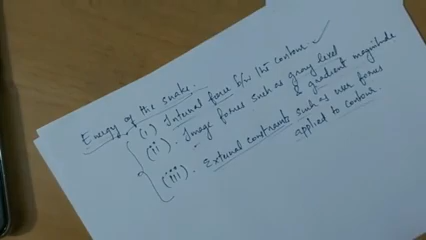 Energy of the snake.
(i) Internal force b/w the contour ✓
(ii). Image forces such as gray level
& gradient magnitude
(iii). External constraints such as user forces
applied to contour.